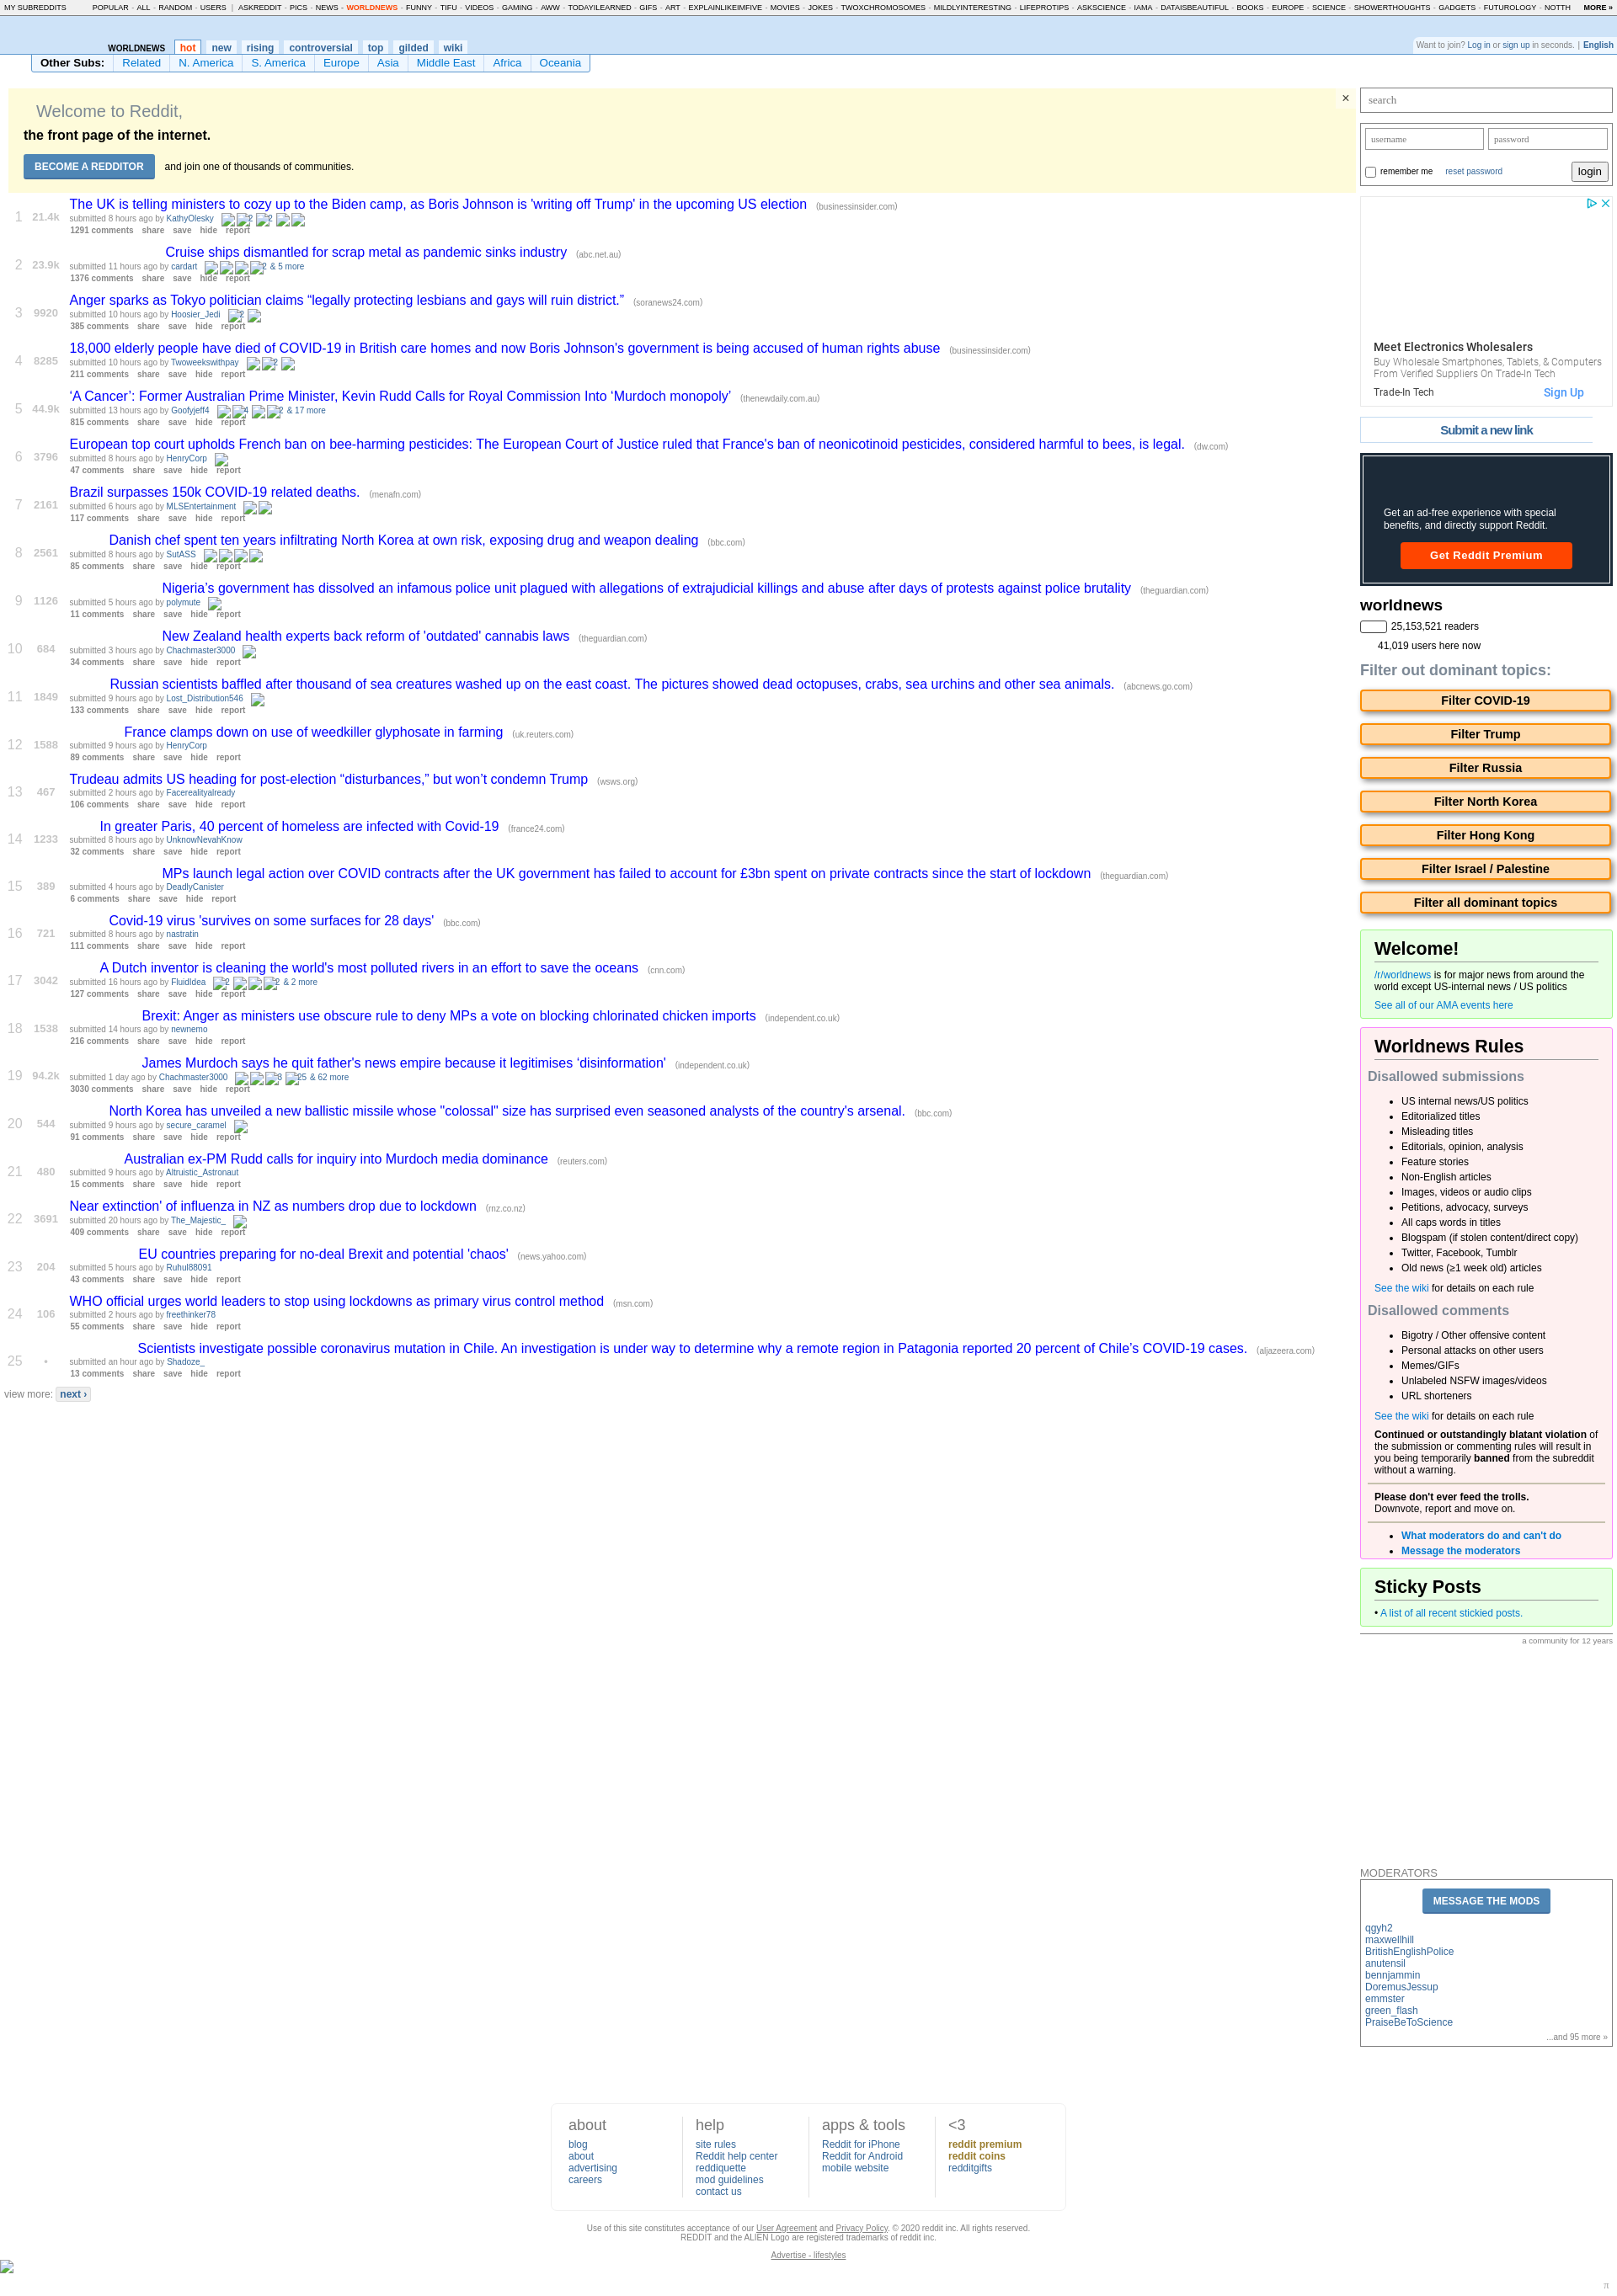 MY SUBREDDITS POPULAR - ALL - RANDOM - USERS | ASKREDDIT - PICS - NEWS - WORLDNEWS - FUNNY - TIFU - VIDEOS - GAMING - AWW - TODAYILEARNED - GIFS - ART - EXPLAINLIKEIMFIVE - MOVIES - JOKES - TWOXCHROMOSOMES - MILDLYINTERESTING - LIFEPROTIPS - ASKSCIENCE - IAMA - DATAISBEAUTIFUL - BOOKS - EUROPE - SCIENCE - SHOWERTHOUGHTS - GADGETS - FUTUROLOGY - NOTTH MORE »
WORLDNEWS hot new rising controversial top gilded wiki
Want to join? Log in or sign up in seconds. | English
Other Subs: Related N. America S. America Europe Asia Middle East Africa Oceania
Welcome to Reddit,
the front page of the internet.
BECOME A REDDITOR and join one of thousands of communities.
×
1 21.4k The UK is telling ministers to cozy up to the Biden camp, as Boris Johnson is 'writing off Trump' in the upcoming US election (businessinsider.com)
submitted 8 hours ago by KathyOlesky 2 2
1291 comments share save hide report
2 23.9k Cruise ships dismantled for scrap metal as pandemic sinks industry (abc.net.au)
submitted 11 hours ago by cardart 2 & 5 more
1376 comments share save hide report
3 9920 Anger sparks as Tokyo politician claims “legally protecting lesbians and gays will ruin district.” (soranews24.com)
submitted 10 hours ago by Hoosier_Jedi 2
385 comments share save hide report
4 8285 18,000 elderly people have died of COVID-19 in British care homes and now Boris Johnson's government is being accused of human rights abuse (businessinsider.com)
submitted 10 hours ago by Twoweekswithpay 2
211 comments share save hide report
5 44.9k ‘A Cancer’: Former Australian Prime Minister, Kevin Rudd Calls for Royal Commission Into ‘Murdoch monopoly’ (thenewdaily.com.au)
submitted 13 hours ago by Goofyjeff4 4 2 & 17 more
815 comments share save hide report
6 3796 European top court upholds French ban on bee-harming pesticides: The European Court of Justice ruled that France's ban of neonicotinoid pesticides, considered harmful to bees, is legal. (dw.com)
submitted 8 hours ago by HenryCorp
47 comments share save hide report
7 2161 Brazil surpasses 150k COVID-19 related deaths. (menafn.com)
submitted 6 hours ago by MLSEntertainment
117 comments share save hide report
8 2561 Danish chef spent ten years infiltrating North Korea at own risk, exposing drug and weapon dealing (bbc.com)
submitted 8 hours ago by SutASS
85 comments share save hide report
9 1126 Nigeria’s government has dissolved an infamous police unit plagued with allegations of extrajudicial killings and abuse after days of protests against police brutality (theguardian.com)
submitted 5 hours ago by polymute
11 comments share save hide report
10 684 New Zealand health experts back reform of 'outdated' cannabis laws (theguardian.com)
submitted 3 hours ago by Chachmaster3000
34 comments share save hide report
11 1849 Russian scientists baffled after thousand of sea creatures washed up on the east coast. The pictures showed dead octopuses, crabs, sea urchins and other sea animals. (abcnews.go.com)
submitted 9 hours ago by Lost_Distribution546
133 comments share save hide report
12 1588 France clamps down on use of weedkiller glyphosate in farming (uk.reuters.com)
submitted 9 hours ago by HenryCorp
89 comments share save hide report
13 467 Trudeau admits US heading for post-election “disturbances,” but won’t condemn Trump (wsws.org)
submitted 2 hours ago by Facerealityalready
106 comments share save hide report
14 1233 In greater Paris, 40 percent of homeless are infected with Covid-19 (france24.com)
submitted 8 hours ago by UnknowNevahKnow
32 comments share save hide report
15 389 MPs launch legal action over COVID contracts after the UK government has failed to account for £3bn spent on private contracts since the start of lockdown (theguardian.com)
submitted 4 hours ago by DeadlyCanister
6 comments share save hide report
16 721 Covid-19 virus 'survives on some surfaces for 28 days' (bbc.com)
submitted 8 hours ago by nastratin
111 comments share save hide report
17 3042 A Dutch inventor is cleaning the world's most polluted rivers in an effort to save the oceans (cnn.com)
submitted 16 hours ago by FluidIdea 2 2 & 2 more
127 comments share save hide report
18 1538 Brexit: Anger as ministers use obscure rule to deny MPs a vote on blocking chlorinated chicken imports (independent.co.uk)
submitted 14 hours ago by newnemo
216 comments share save hide report
19 94.2k James Murdoch says he quit father's news empire because it legitimises ‘disinformation’ (independent.co.uk)
submitted 1 day ago by Chachmaster3000 3 25 & 62 more
3030 comments share save hide report
20 544 North Korea has unveiled a new ballistic missile whose "colossal" size has surprised even seasoned analysts of the country's arsenal. (bbc.com)
submitted 9 hours ago by secure_caramel
91 comments share save hide report
21 480 Australian ex-PM Rudd calls for inquiry into Murdoch media dominance (reuters.com)
submitted 9 hours ago by Altruistic_Astronaut
15 comments share save hide report
22 3691 Near extinction' of influenza in NZ as numbers drop due to lockdown (rnz.co.nz)
submitted 20 hours ago by The_Majestic_
409 comments share save hide report
23 204 EU countries preparing for no-deal Brexit and potential 'chaos' (news.yahoo.com)
submitted 5 hours ago by Ruhul88091
43 comments share save hide report
24 106 WHO official urges world leaders to stop using lockdowns as primary virus control method (msn.com)
submitted 2 hours ago by freethinker78
55 comments share save hide report
25 • Scientists investigate possible coronavirus mutation in Chile. An investigation is under way to determine why a remote region in Patagonia reported 20 percent of Chile’s COVID-19 cases. (aljazeera.com)
submitted an hour ago by Shadoze_
13 comments share save hide report
view more: next ›
search
username password
remember me reset password login
Meet Electronics Wholesalers
Buy Wholesale Smartphones, Tablets, & Computers
From Verified Suppliers On Trade-In Tech
Trade-In Tech Sign Up
Submit a new link
Get an ad-free experience with special
benefits, and directly support Reddit.
Get Reddit Premium
worldnews
25,153,521 readers
41,019 users here now
Filter out dominant topics:
Filter COVID-19
Filter Trump
Filter Russia
Filter North Korea
Filter Hong Kong
Filter Israel / Palestine
Filter all dominant topics
Welcome!
/r/worldnews is for major news from around the
world except US-internal news / US politics
See all of our AMA events here
Worldnews Rules
Disallowed submissions
• US internal news/US politics
• Editorialized titles
• Misleading titles
• Editorials, opinion, analysis
• Feature stories
• Non-English articles
• Images, videos or audio clips
• Petitions, advocacy, surveys
• All caps words in titles
• Blogspam (if stolen content/direct copy)
• Twitter, Facebook, Tumblr
• Old news (≥1 week old) articles
See the wiki for details on each rule
Disallowed comments
• Bigotry / Other offensive content
• Personal attacks on other users
• Memes/GIFs
• Unlabeled NSFW images/videos
• URL shorteners
See the wiki for details on each rule
Continued or outstandingly blatant violation of
the submission or commenting rules will result in
you being temporarily banned from the subreddit
without a warning.
Please don't ever feed the trolls.
Downvote, report and move on.
• What moderators do and can't do
• Message the moderators
Sticky Posts
• A list of all recent stickied posts.
a community for 12 years
MODERATORS
MESSAGE THE MODS
qgyh2
maxwellhill
BritishEnglishPolice
anutensil
bennjammin
DoremusJessup
emmster
green_flash
PraiseBeToScience
...and 95 more »
about
blog
about
advertising
careers
help
site rules
Reddit help center
reddiquette
mod guidelines
contact us
apps & tools
Reddit for iPhone
Reddit for Android
mobile website
<3
reddit premium
reddit coins
redditgifts
Use of this site constitutes acceptance of our User Agreement and Privacy Policy. © 2020 reddit inc. All rights reserved.
REDDIT and the ALIEN Logo are registered trademarks of reddit inc.
Advertise - lifestyles
π